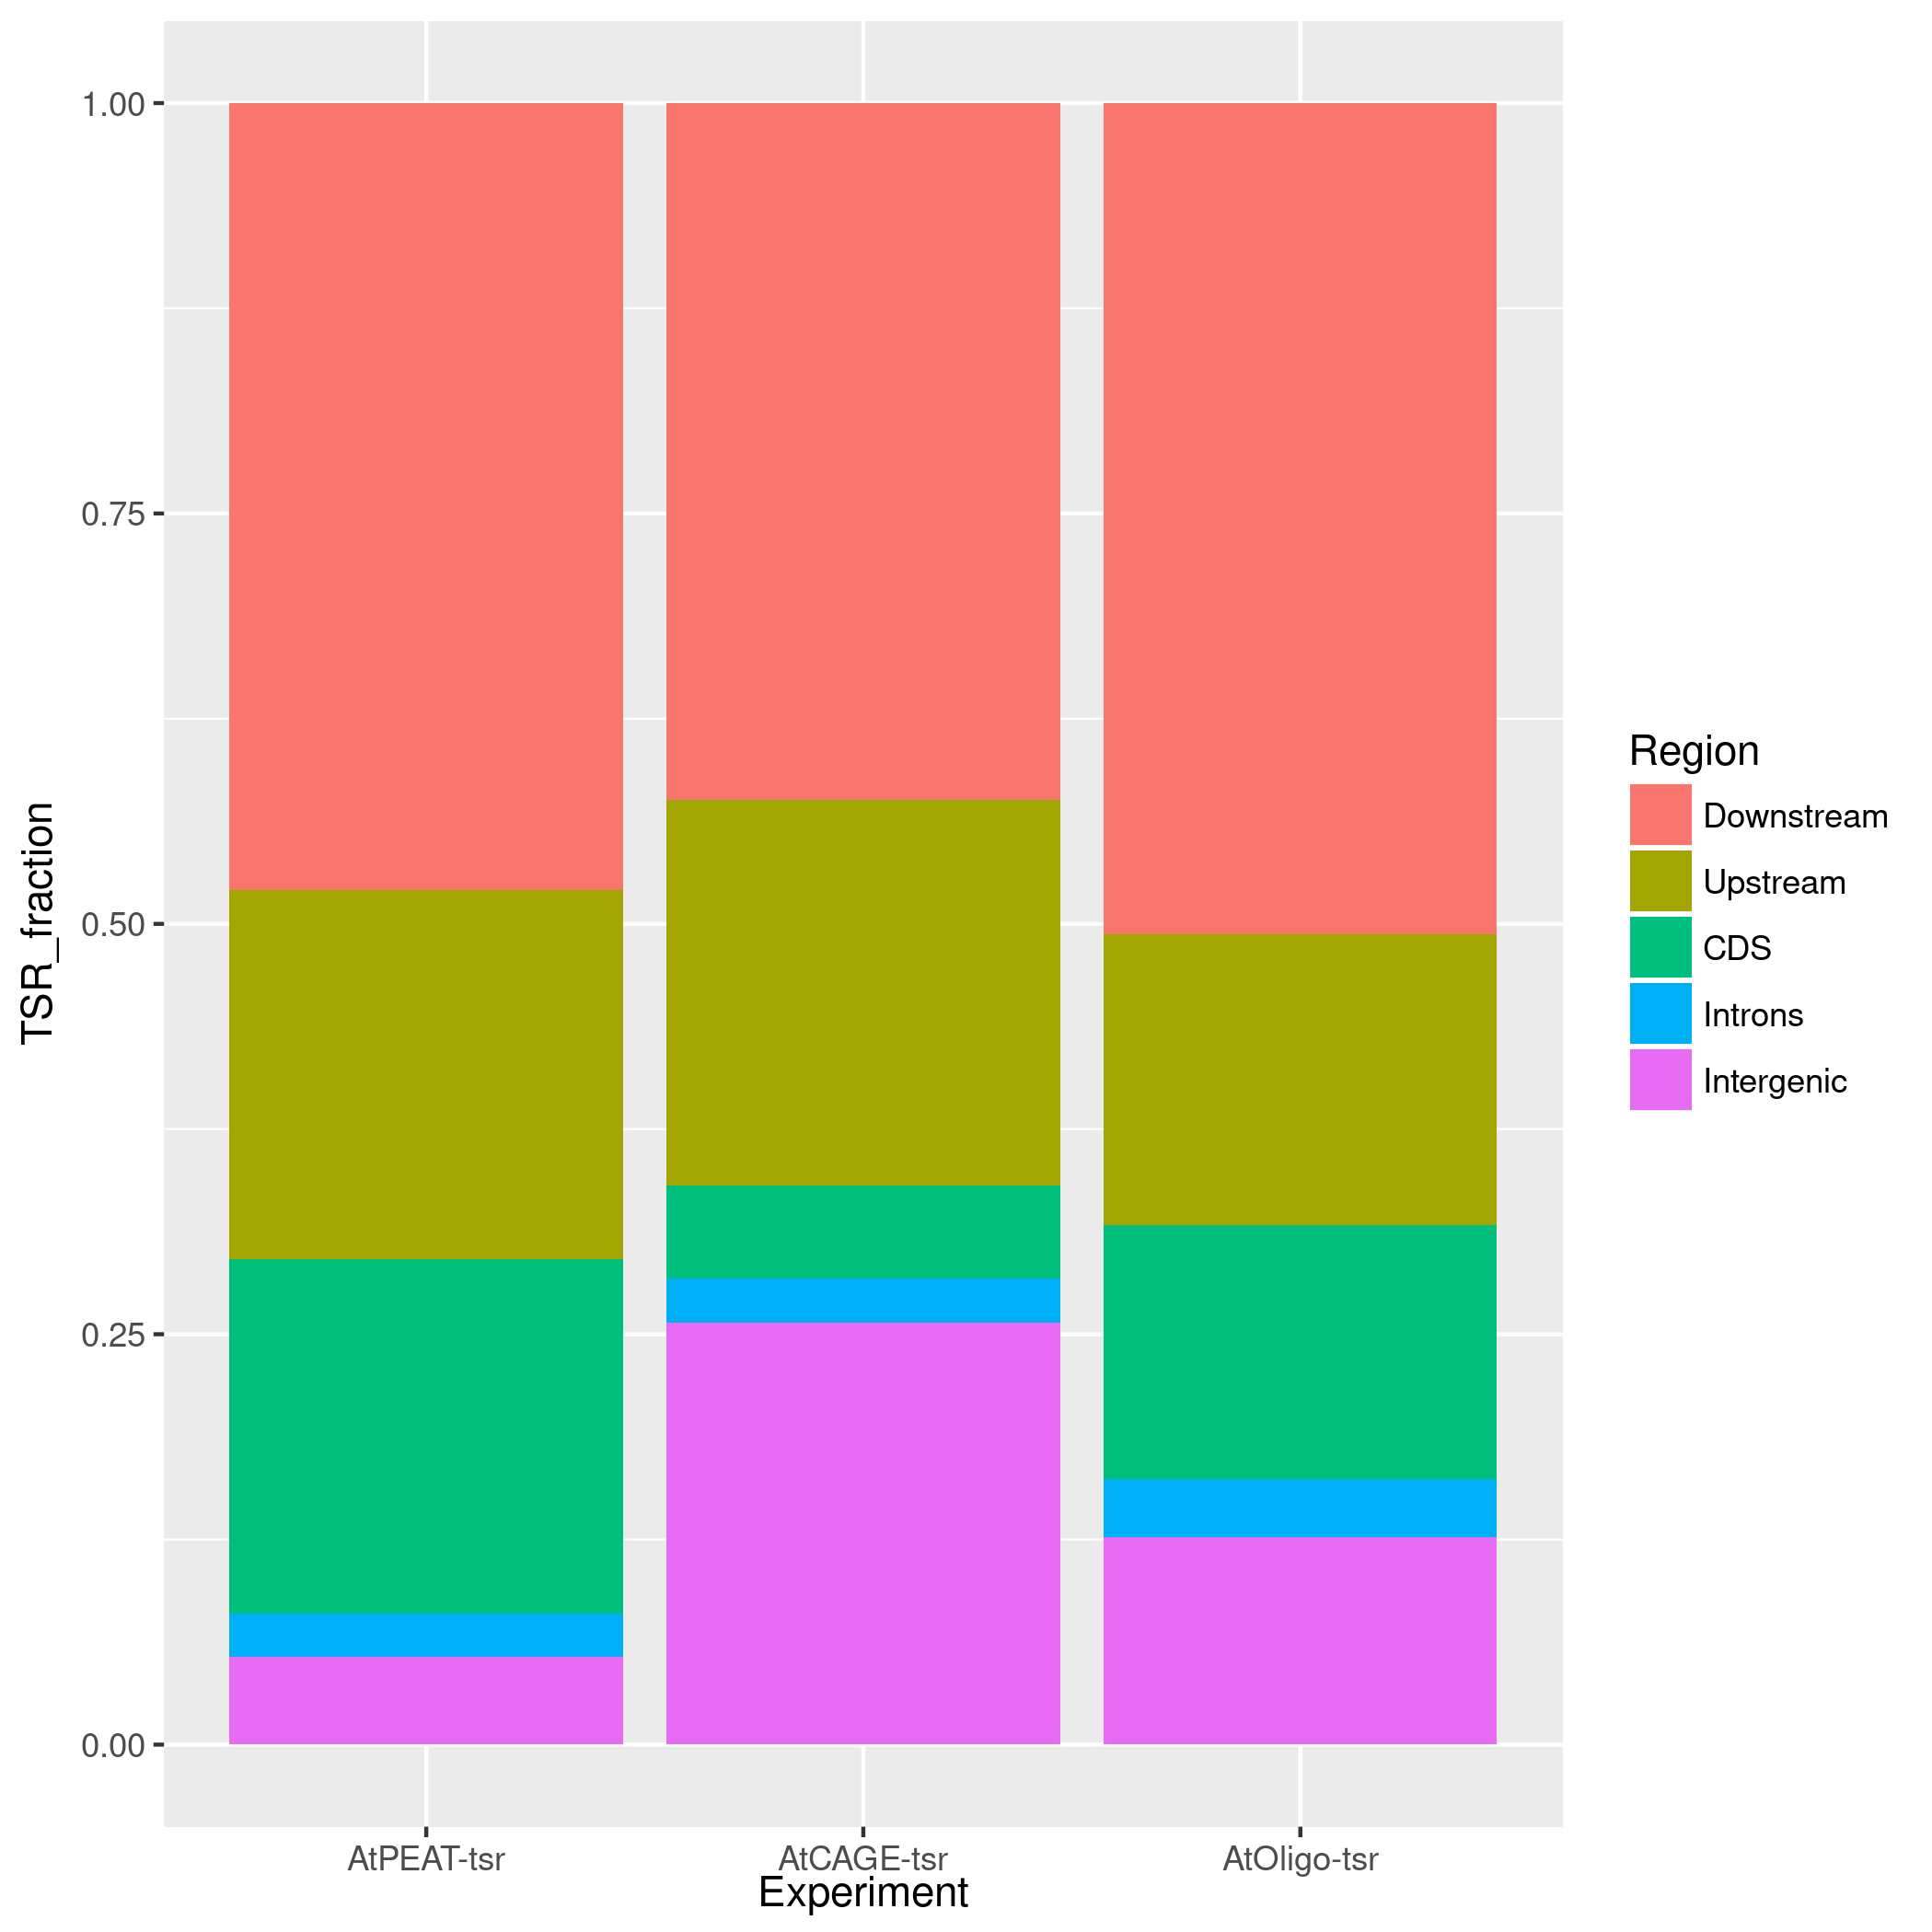 TSR_fraction
1.00
0.75
0.50
0.25
0.00
AtPEAT-tsr
AtCAGE-tsr
AtOligo-tsr
Experiment
Region
Downstream
Upstream
CDS
Introns
Intergenic